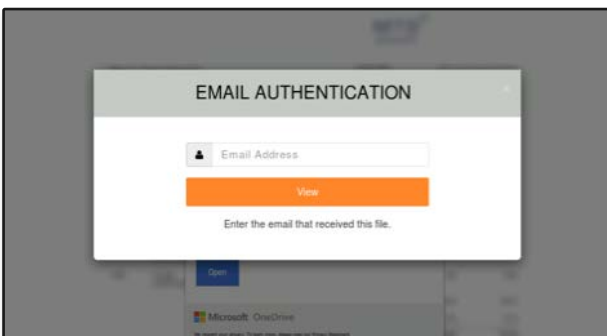 EMAIL AUTHENTICATION
Email Address
View
Enter the email that received this file.
Open
Microsoft OneDrive